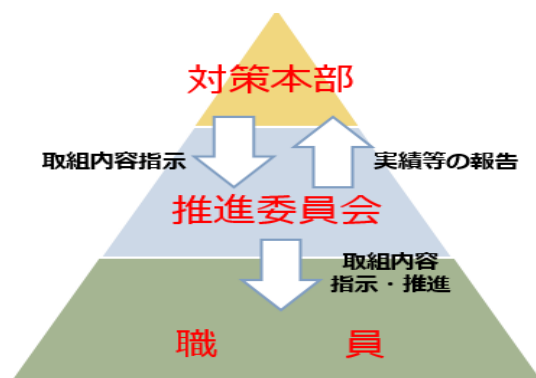 対策本部
取組内容指示
実績等の報告
推進委員会
取組内容
指示・推進
職　員